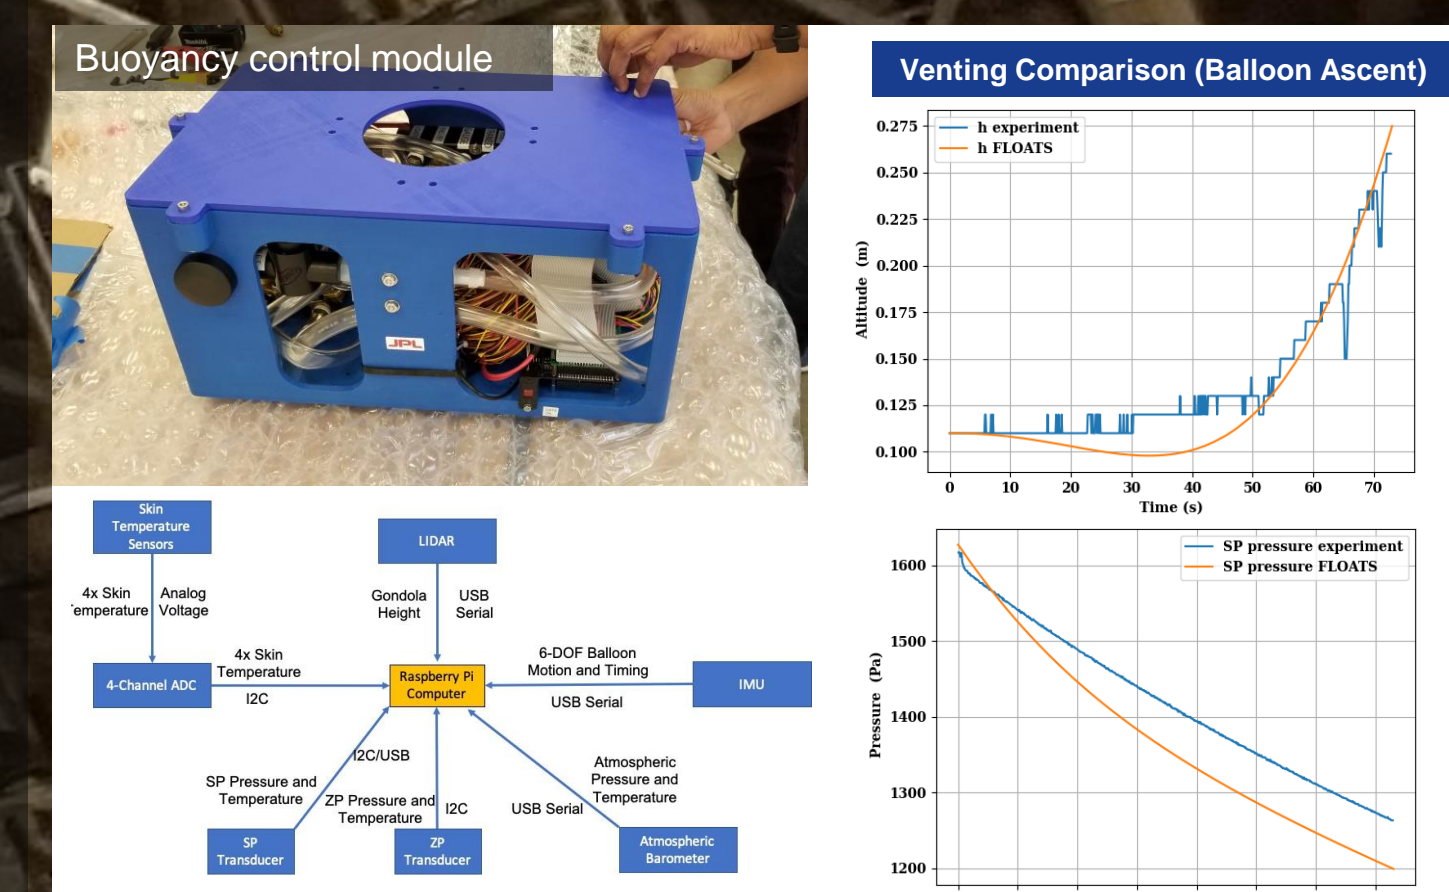 Buoyancy control module
JPL
Venting Comparison (Balloon Ascent)
h experiment
h FLOATS
0.275
0.250
0.225
0.200
0.175
0.150
0.125
0.100
Altitude (m)
0 10 20 30 40 50 60 70
Time (s)
SP pressure experiment
SP pressure FLOATS
1600
1500
1400
1300
1200
Pressure (Pa)
Skin
Temperature
Sensors
4x Skin
emperature
Analog
Voltage
4-Channel ADC
4x Skin
Temperature
I2C
LIDAR
Gondola
Height
USB
Serial
Raspberry Pi
Computer
6-DOF Balloon
Motion and Timing
USB Serial
IMU
I2C/USB
SP Pressure and
Temperature
SP
Transducer
ZP Pressure and
Temperature
I2C
ZP
Transducer
USB Serial
Atmospheric
Pressure and
Temperature
Atmospheric
Barometer